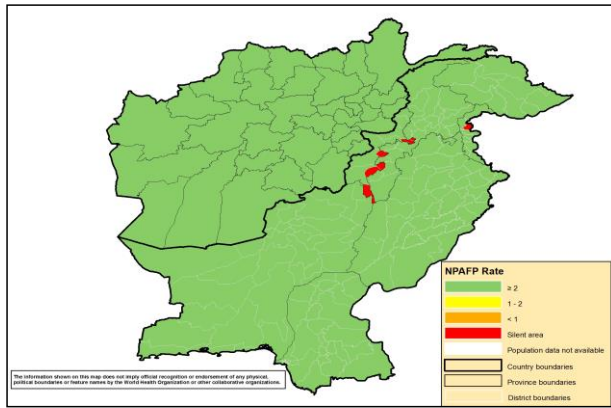 NPAFP Rate
≥ 2
1 - 2
< 1
Silent area
Population data not available
Country boundaries
Province boundaries
District boundaries
The information shown on this map does not imply official recognition or endorsement of any physical,
political boundaries or feature names by the World Health Organization or other collaborative organizations.